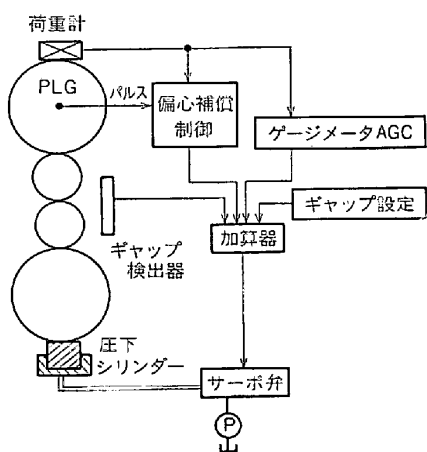 荷重計
PLG
パルス
偏心補償
制御
ゲージメータAGC
ギャップ設定
ギャップ
検出器
加算器
圧下
シリンダー
サーボ弁
P